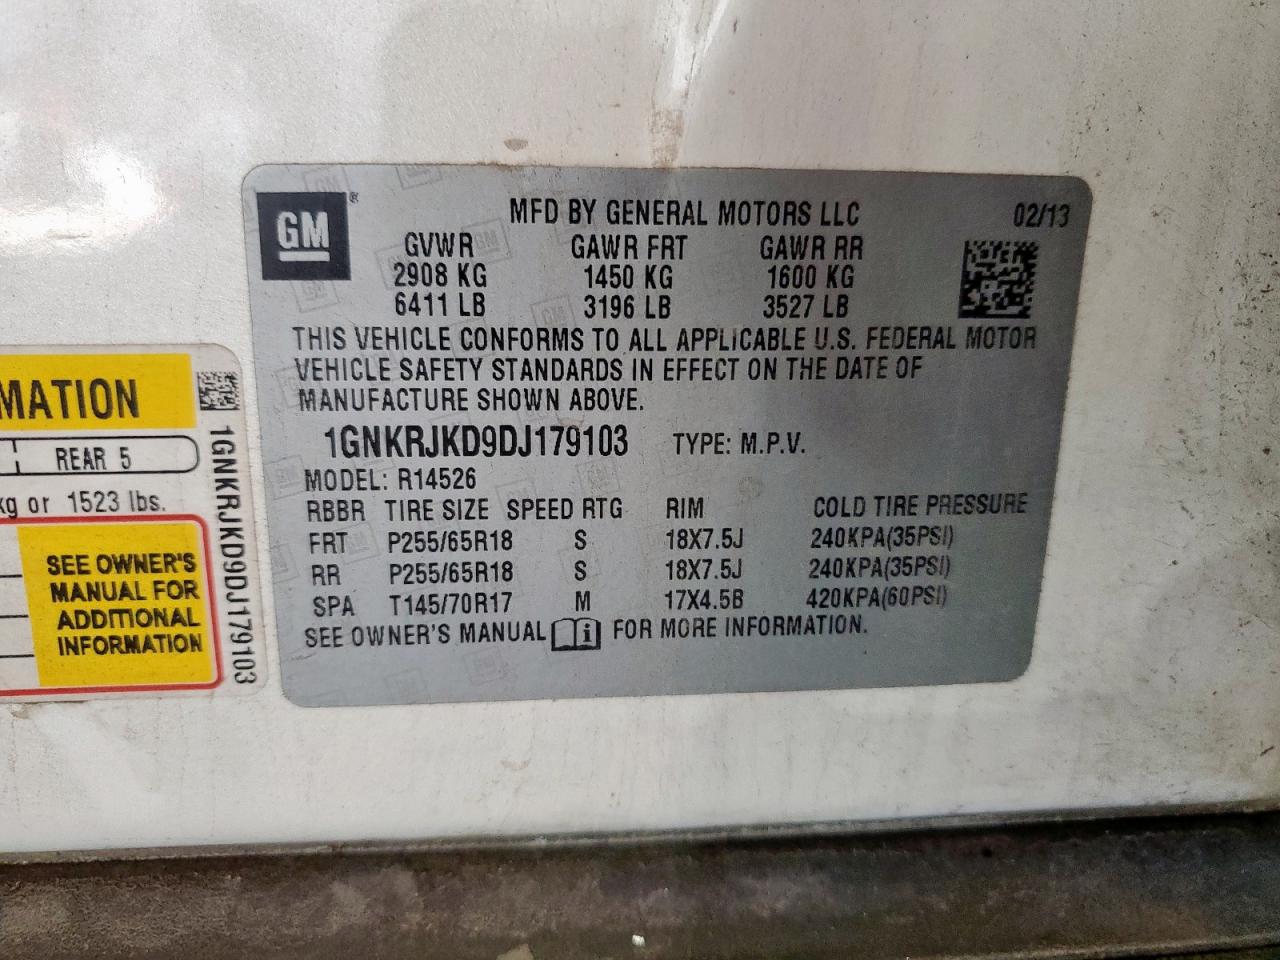 GM ®
MFD BY GENERAL MOTORS LLC 02/13
GVWR GAWR FRT GAWR RR
2908 KG 1450 KG 1600 KG
6411 LB 3196 LB 3527 LB
THIS VEHICLE CONFORMS TO ALL APPLICABLE U.S. FEDERAL MOTOR
VEHICLE SAFETY STANDARDS IN EFFECT ON THE DATE OF
MANUFACTURE SHOWN ABOVE.
1GNKRJKD9DJ179103 TYPE: M.P.V.
MODEL: R14526
RBBR TIRE SIZE SPEED RTG RIM COLD TIRE PRESSURE
FRT P255/65R18 S 18X7.5J 240KPA(35PSI)
RR P255/65R18 S 18X7.5J 240KPA(35PSI)
SPA T145/70R17 M 17X4.5B 420KPA(60PSI)
SEE OWNER'S MANUAL i FOR MORE INFORMATION.
MATION
REAR 5
kg or 1523 lbs.
SEE OWNER'S
MANUAL FOR
ADDITIONAL
INFORMATION
1GNKRJKD9DJ179103